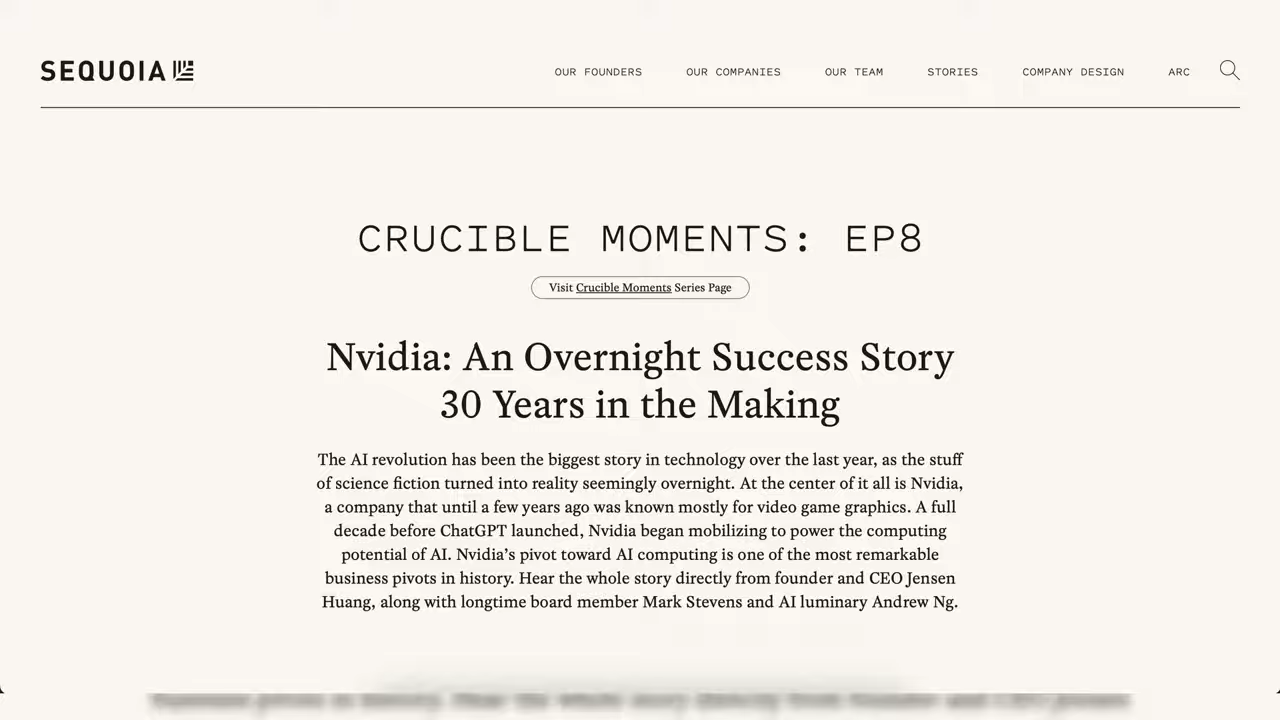 SEQUOIA
OUR FOUNDERS
OUR COMPANIES
OUR TEAM
STORIES
COMPANY DESIGN
ARC
CRUCIBLE MOMENTS: EP8
Visit Crucible Moments Series Page
Nvidia: An Overnight Success Story
30 Years in the Making
The AI revolution has been the biggest story in technology over the last year, as the stuff
of science fiction turned into reality seemingly overnight. At the center of it all is Nvidia,
a company that until a few years ago was known mostly for video game graphics. A full
decade before ChatGPT launched, Nvidia began mobilizing to power the computing
potential of AI. Nvidia’s pivot toward AI computing is one of the most remarkable
business pivots in history. Hear the whole story directly from founder and CEO Jensen
Huang, along with longtime board member Mark Stevens and AI luminary Andrew Ng.